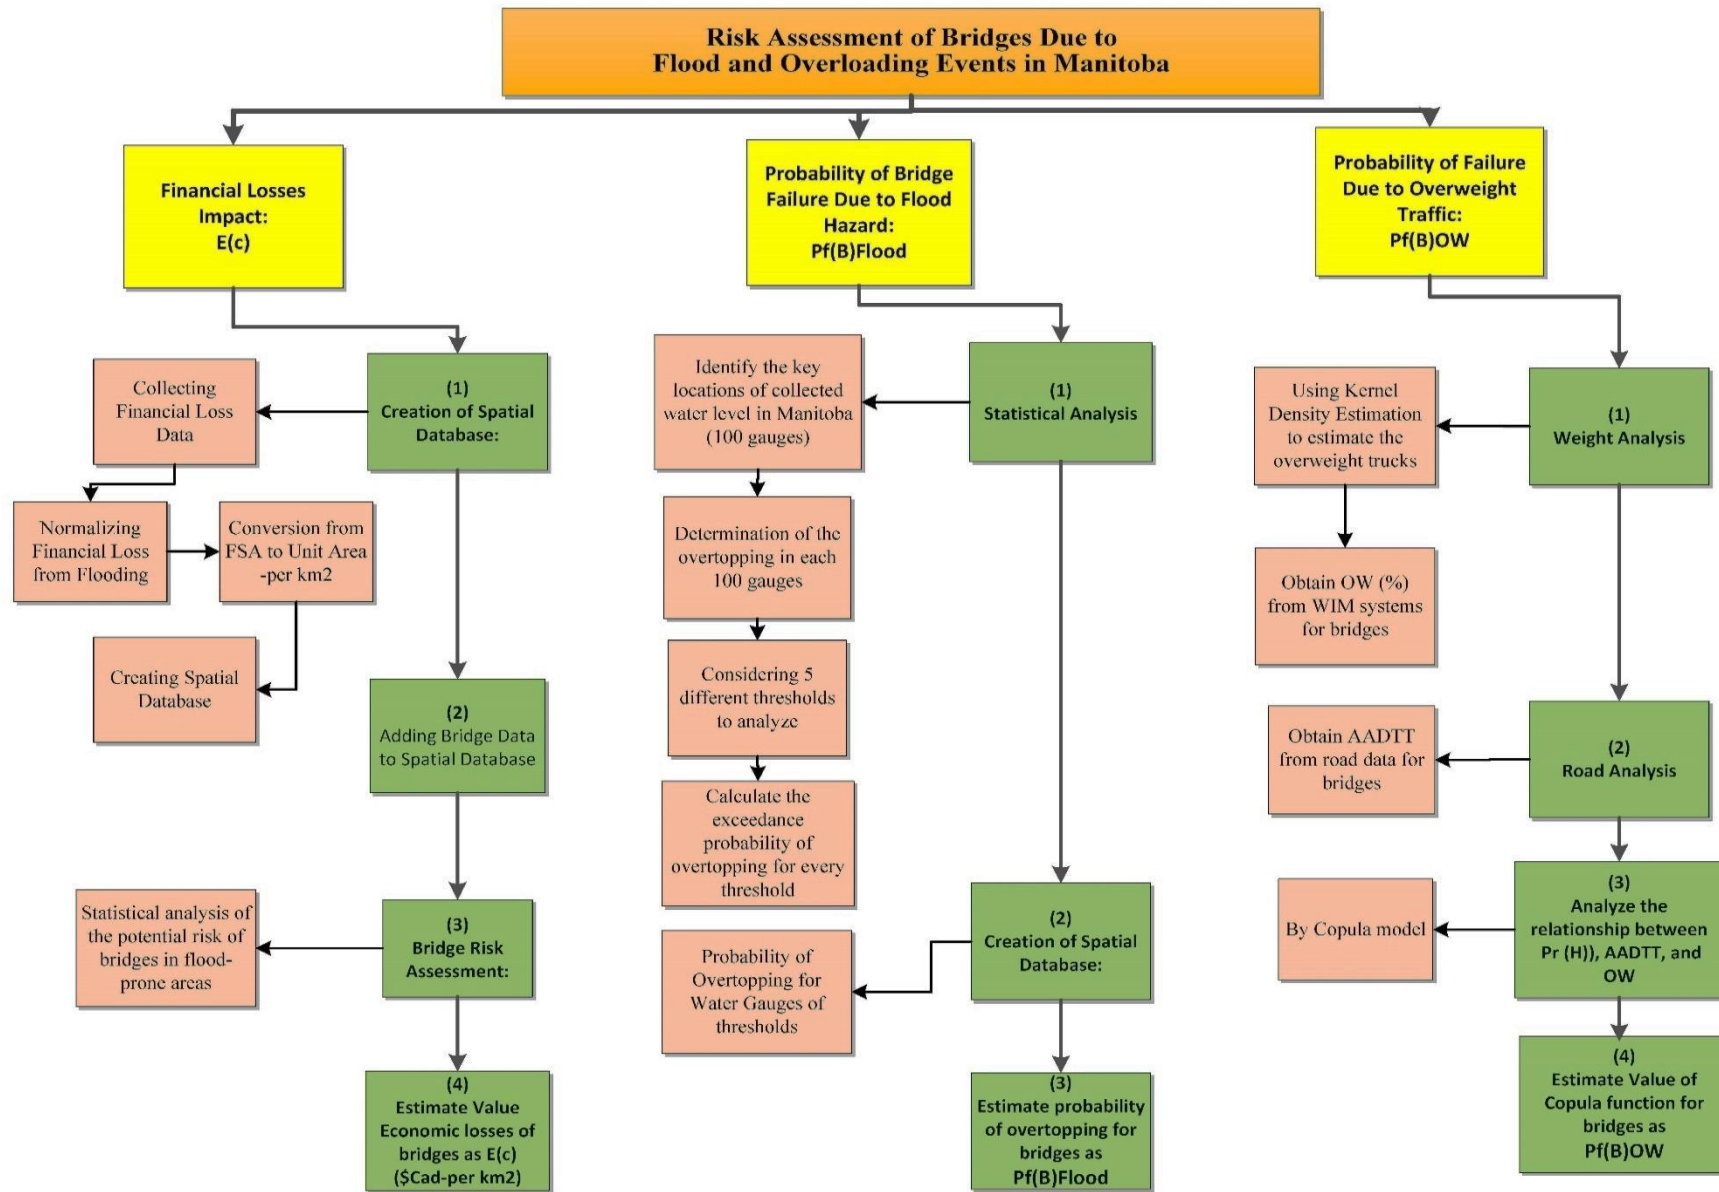 Risk Assessment of Bridges Due to
Flood and Overloading Events in Manitoba
Financial Losses
Impact:
E(c)
Probability of Bridge
Failure Due to Flood
Hazard:
Pf(B)Flood
Probability of Failure
Due to Overweight
Traffic:
Pf(B)OW
Collecting
Financial Loss
Data
(1)
Creation of Spatial
Database:
Normalizing
Financial Loss
from Flooding
Conversion from
FSA to Unit Area
-per km2
Creating Spatial
Database
(2)
Adding Bridge Data
to Spatial Database
Statistical analysis of
the potential risk of
bridges in flood-
prone areas
(3)
Bridge Risk
Assessment:
(4)
Estimate Value
Economic losses of
bridges as E(c)
($Cad-per km2)
Identify the key
locations of collected
water level in Manitoba
(100 gauges)
(1)
Statistical Analysis
Determination of the
overtopping in each
100 gauges
Considering 5
different thresholds
to analyze
Calculate the
exceedance
probability of
overtopping for every
threshold
Probability of
Overtopping for
Water Gauges of
thresholds
(2)
Creation of Spatial
Database:
(3)
Estimate probability
of overtopping for
bridges as
Pf(B)Flood
Using Kernel
Density Estimation
to estimate the
overweight trucks
(1)
Weight Analysis
Obtain OW (%)
from WIM systems
for bridges
Obtain AADTT
from road data for
bridges
(2)
Road Analysis
By Copula model
(3)
Analyze the
relationship between
Pr (H)), AADTT, and
OW
(4)
Estimate Value of
Copula function for
bridges as
Pf(B)OW